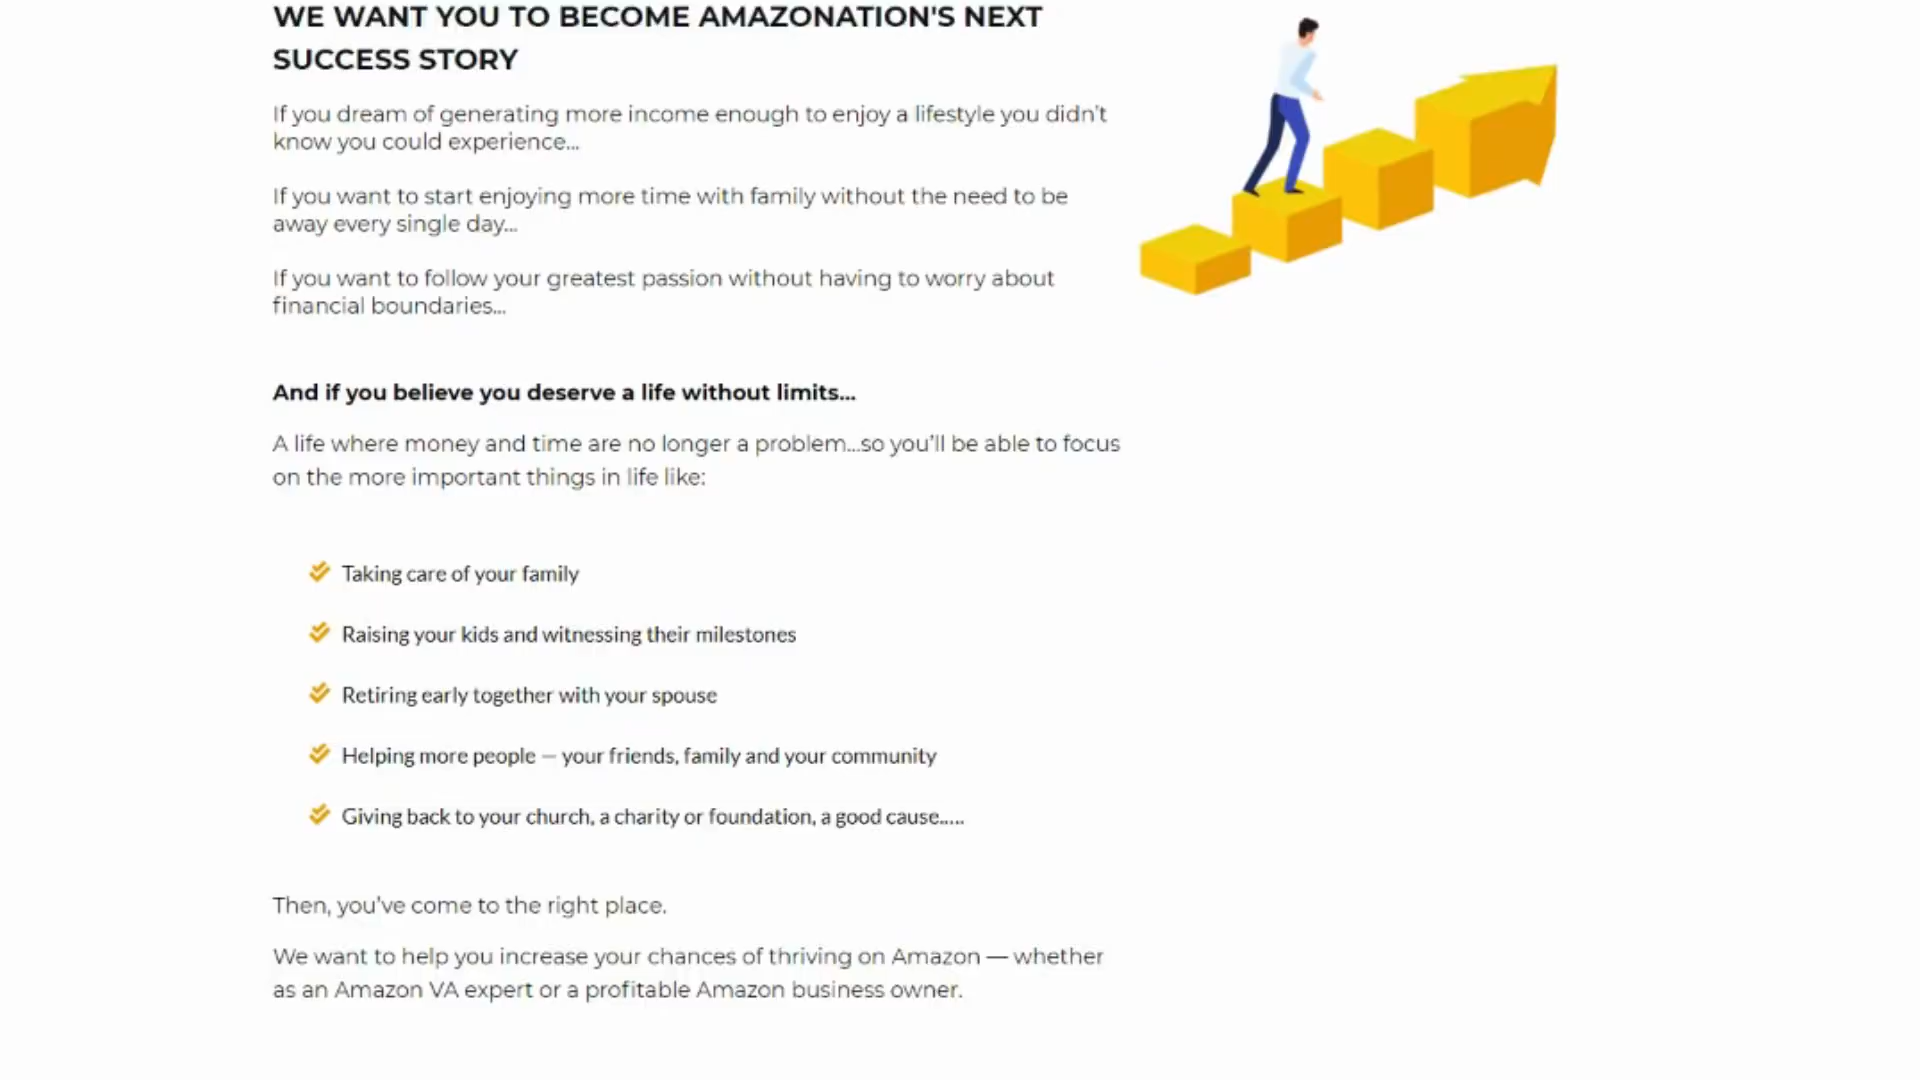 WE WANT YOU TO BECOME AMAZONATION'S NEXT
SUCCESS STORY
If you dream of generating more income enough to enjoy a lifestyle you didn't
know you could experience...
If you want to start enjoying more time with family without the need to be
away every single day...
If you want to follow your greatest passion without having to worry about
financial boundaries...
And if you believe you deserve a life without limits...
A life where money and time are no longer a problem...so you'll be able to focus
on the more important things in life like:
Taking care of your family
Raising your kids and witnessing their milestones
Retiring early together with your spouse
Helping more people — your friends, family and your community
Giving back to your church, a charity or foundation, a good cause.....
Then, you've come to the right place.
We want to help you increase your chances of thriving on Amazon — whether
as an Amazon VA expert or a profitable Amazon business owner.